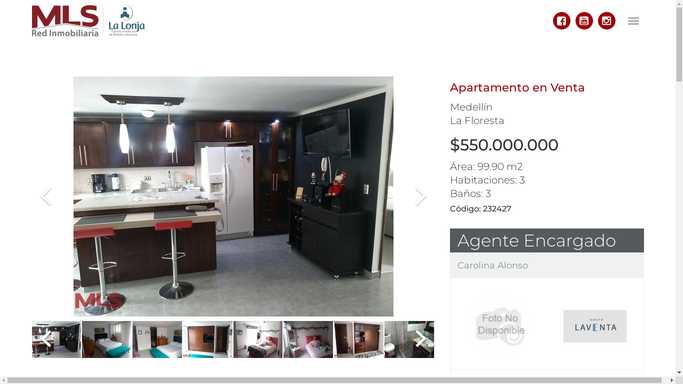 MLS
Red Inmobiliaria
La Lonja
Apartamento en Venta
Medellín
La Floresta
$550.000.000
Área: 99,90 m2
Habitaciones: 3
Baños: 3
Código: 232427
Agente Encargado
Carolina Alonso
Foto No
Disponible
LAVENTA
MLS